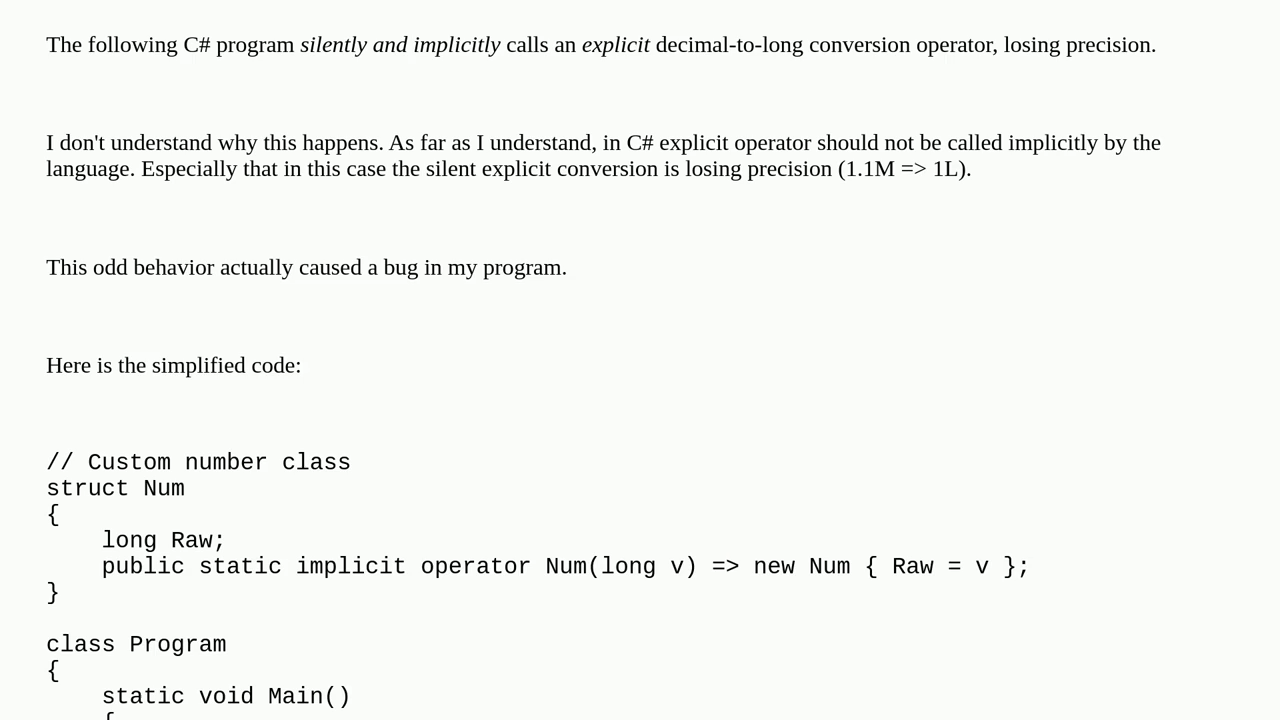 The following C# program silently and implicitly calls an explicit decimal-to-long conversion operator, losing precision.
I don't understand why this happens. As far as I understand, in C# explicit operator should not be called implicitly by the
language. Especially that in this case the silent explicit conversion is losing precision (1.1M => 1L).
This odd behavior actually caused a bug in my program.
Here is the simplified code:
// Custom number class
struct Num
{
    long Raw;
    public static implicit operator Num(long v) => new Num { Raw = v };
}
class Program
{
    static void Main()
    {